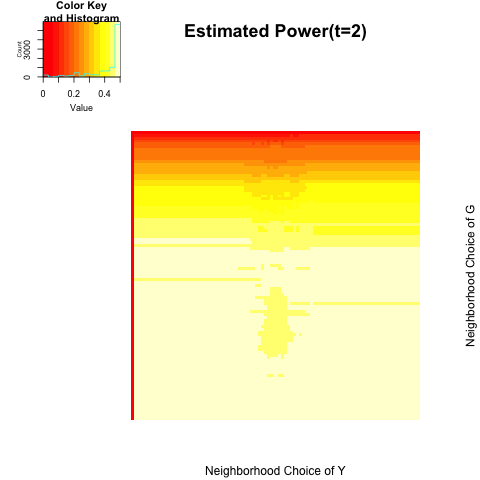 Color Key
and Histogram
Estimated Power(t=2)
Count
0 3000
0 0.2 0.4
Value
Neighborhood Choice of G
Neighborhood Choice of Y